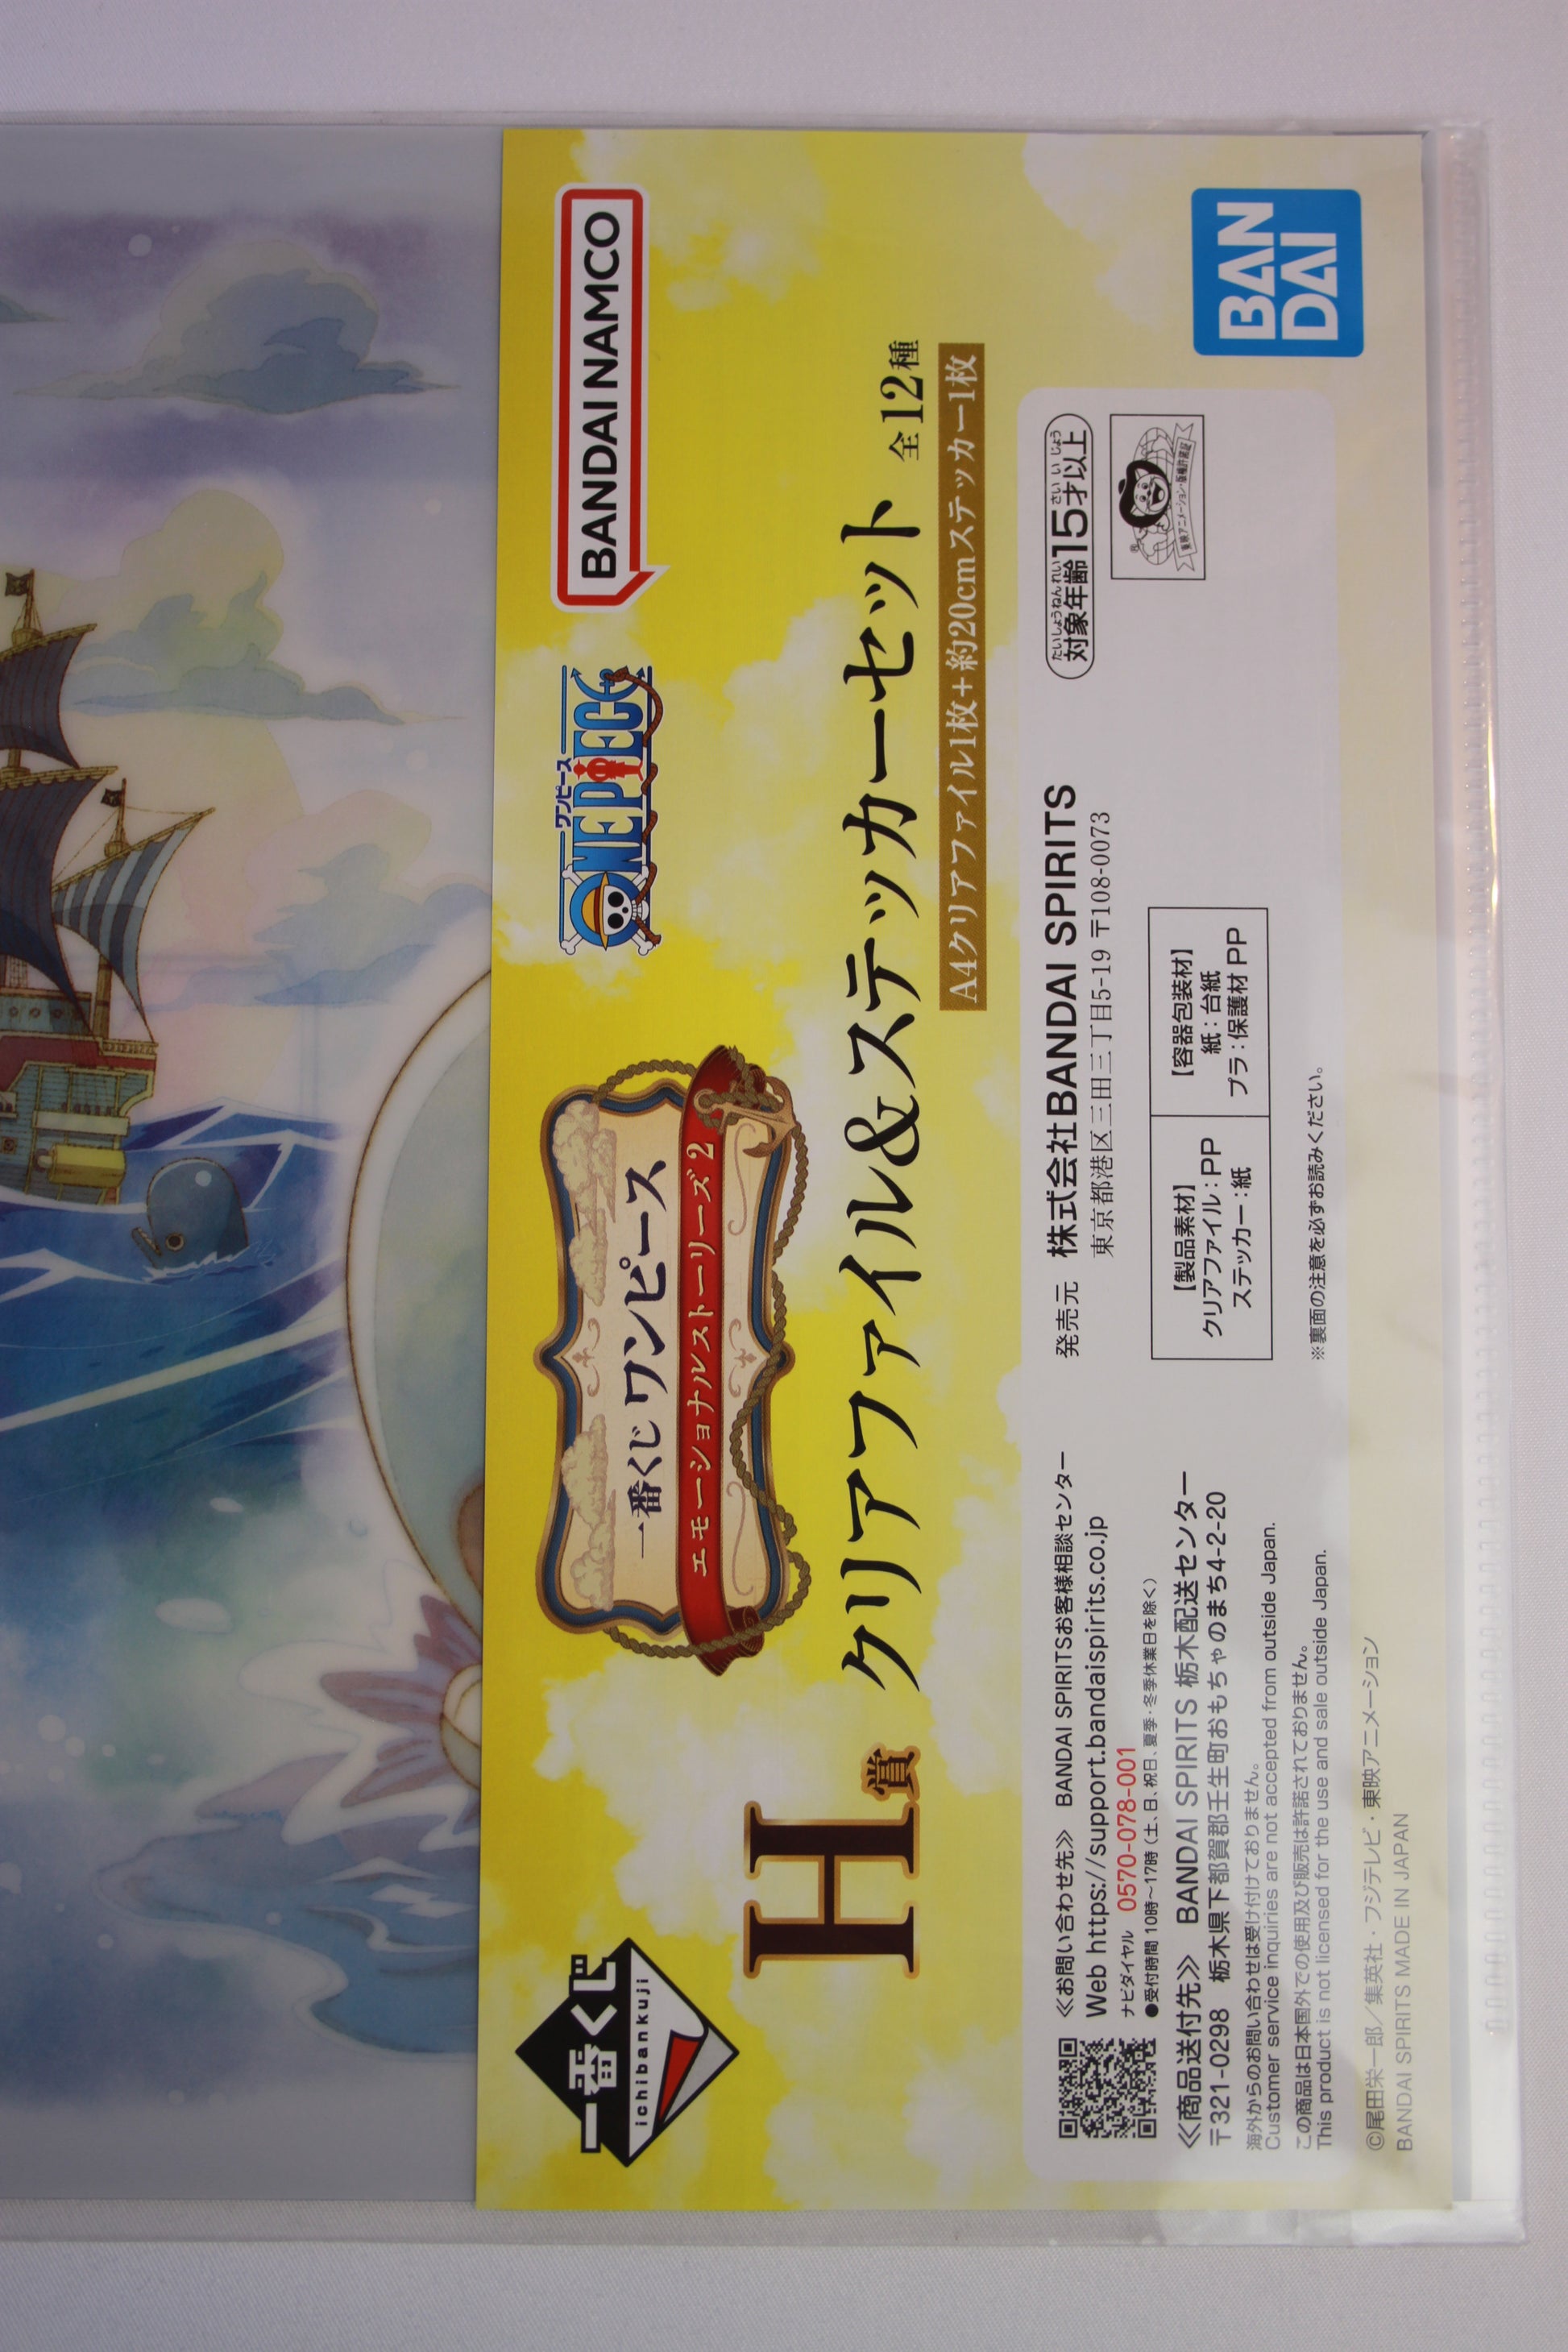 一番くじ
ichibankuji
一番くじ ワンピース
エモーショナルストーリーズ 2
ワンピース
ONE PIECE
BANDAI NAMCO
H賞 クリアファイル&ステッカーセット 全12種
A4クリアファイル1枚+約20cmステッカー1枚
≪お問い合わせ先≫ BANDAI SPIRITSお客様相談センター
Web https://support.bandaispirits.co.jp
ナビダイヤル 0570-078-001
●受付時間 10時〜17時(土、日、祝日、夏季・冬季休業日を除く)
≪商品送付先≫ BANDAI SPIRITS 栃木配送センター
〒321-0298 栃木県下都賀郡壬生町おもちゃのまち4-2-20
海外からのお問い合わせは受け付けておりません。
Customer service inquiries are not accepted from outside Japan.
この商品は日本国外での使用及び販売は許諾されておりません。
This product is not licensed for the use and sale outside Japan.
発売元 株式会社BANDAI SPIRITS
東京都港区三田三丁目5-19 〒108-0073
【製品素材】
クリアファイル:PP
ステッカー:紙
【容器包装材】
紙:台紙
プラ:保護材 PP
※裏面の注意を必ずお読みください。
たいしょうねんれい さい い じょう
対象年齢15才以上
東映アニメーション・版権許諾証
BANDAI
©尾田栄一郎/集英社・フジテレビ・東映アニメーション
BANDAI SPIRITS MADE IN JAPAN